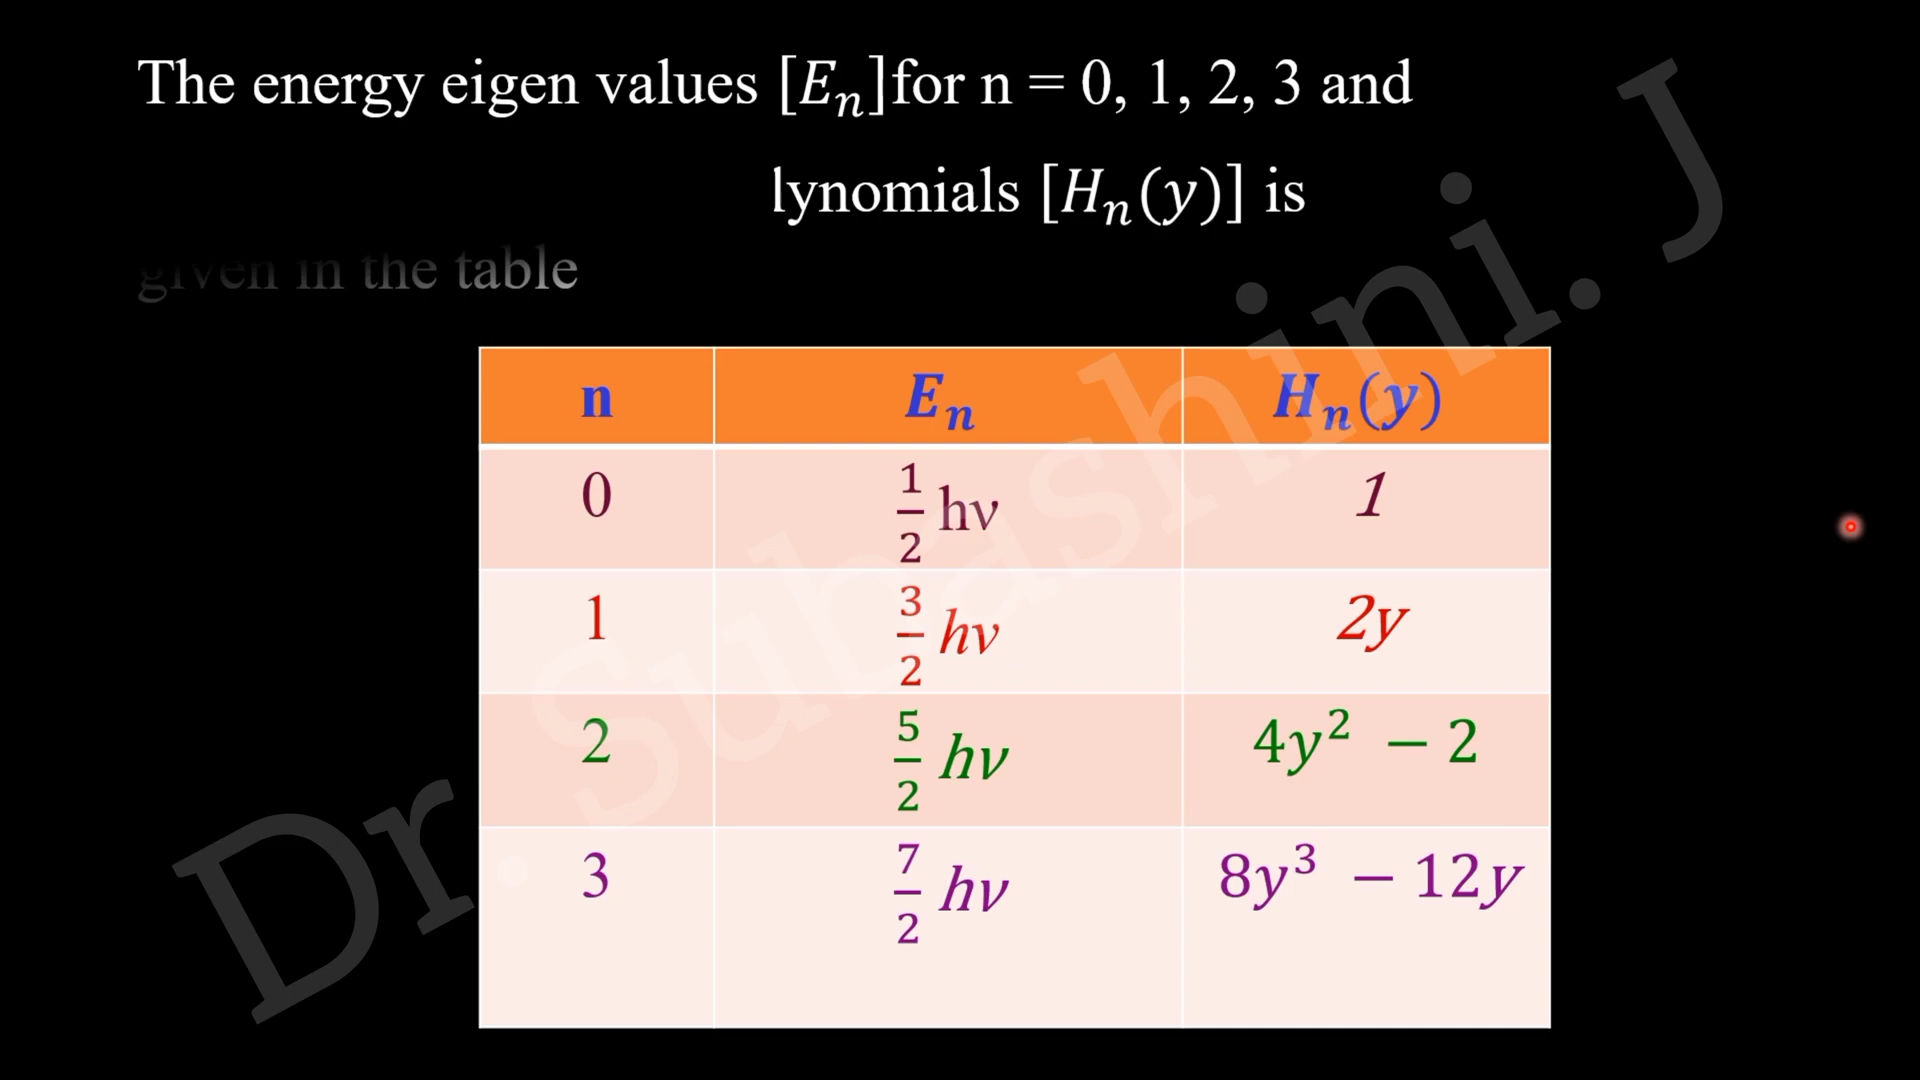 The energy eigen values [Eₙ]for n = 0, 1, 2, 3 and
lynomials [Hₙ(y)] is
given in the table
n Eₙ Hₙ(y)
0 1/2 hν 1
1 3/2 hν 2y
2 5/2 hν 4y² − 2
3 7/2 hν 8y³ − 12y
Dr. Subashini. J